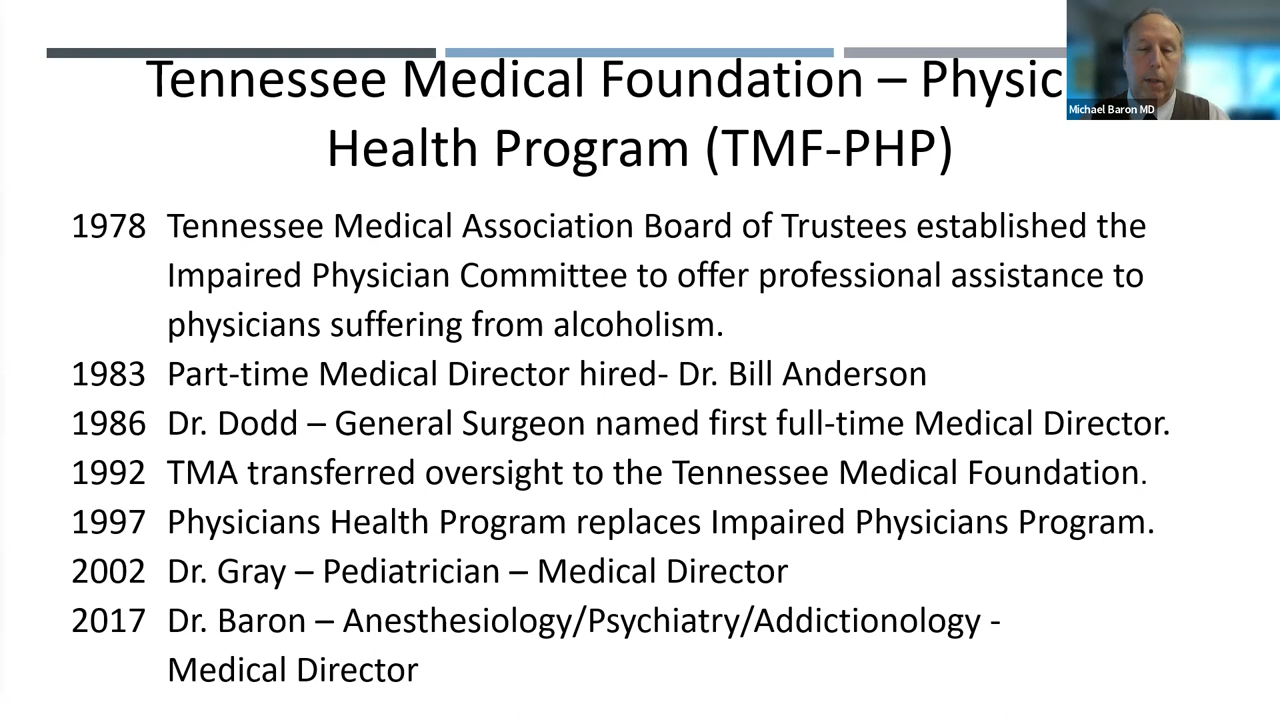 Tennessee Medical Foundation – Physic
Health Program (TMF-PHP)
Michael Baron MD
1978 Tennessee Medical Association Board of Trustees established the
Impaired Physician Committee to offer professional assistance to
physicians suffering from alcoholism.
1983 Part-time Medical Director hired- Dr. Bill Anderson
1986 Dr. Dodd – General Surgeon named first full-time Medical Director.
1992 TMA transferred oversight to the Tennessee Medical Foundation.
1997 Physicians Health Program replaces Impaired Physicians Program.
2002 Dr. Gray – Pediatrician – Medical Director
2017 Dr. Baron – Anesthesiology/Psychiatry/Addictionology -
Medical Director